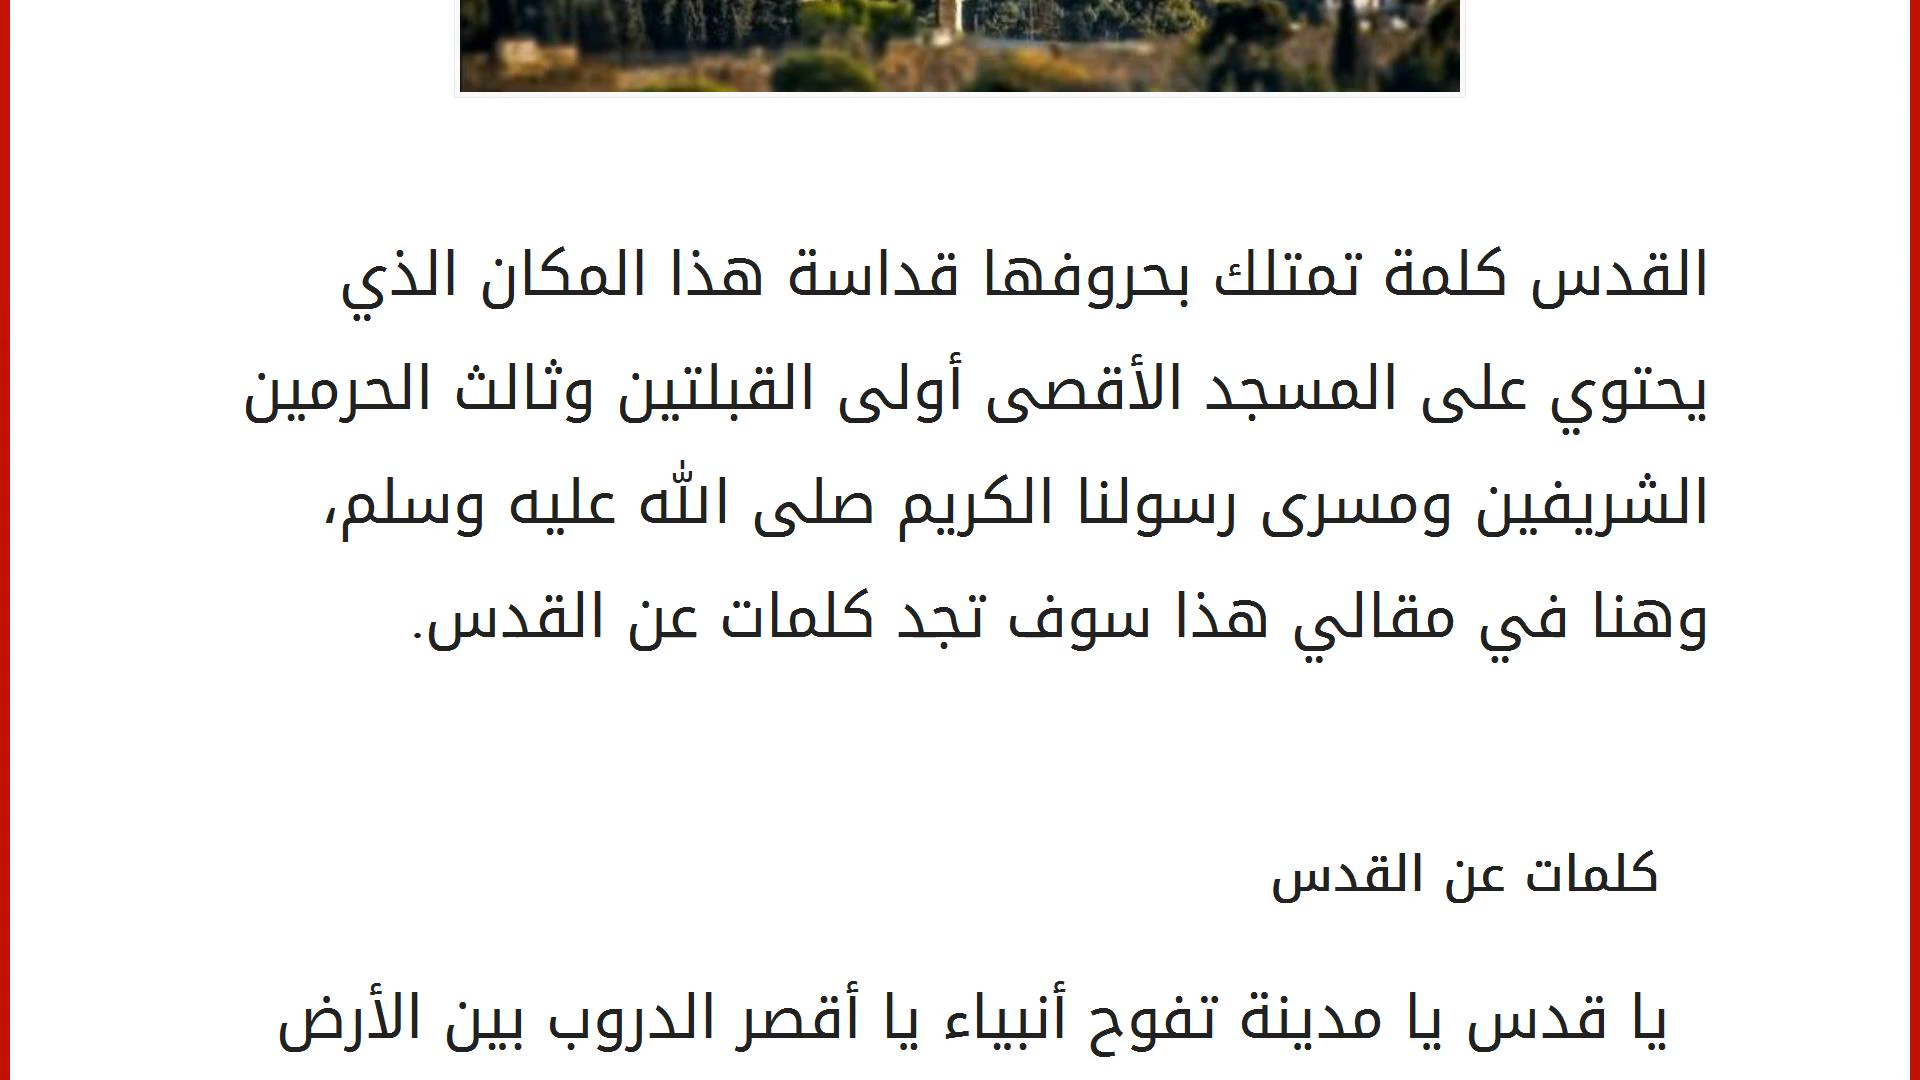 القدس كلمة تمتلك بحروفها قداسة هذا المكان الذي
يحتوي على المسجد الأقصى أولى القبلتين وثالث الحرمين
الشريفين ومسرى رسولنا الكريم صلى الله عليه وسلم،
وهنا في مقالي هذا سوف تجد كلمات عن القدس.
كلمات عن القدس
يا قدس يا مدينة تفوح أنبياء يا أقصر الدروب بين الأرض